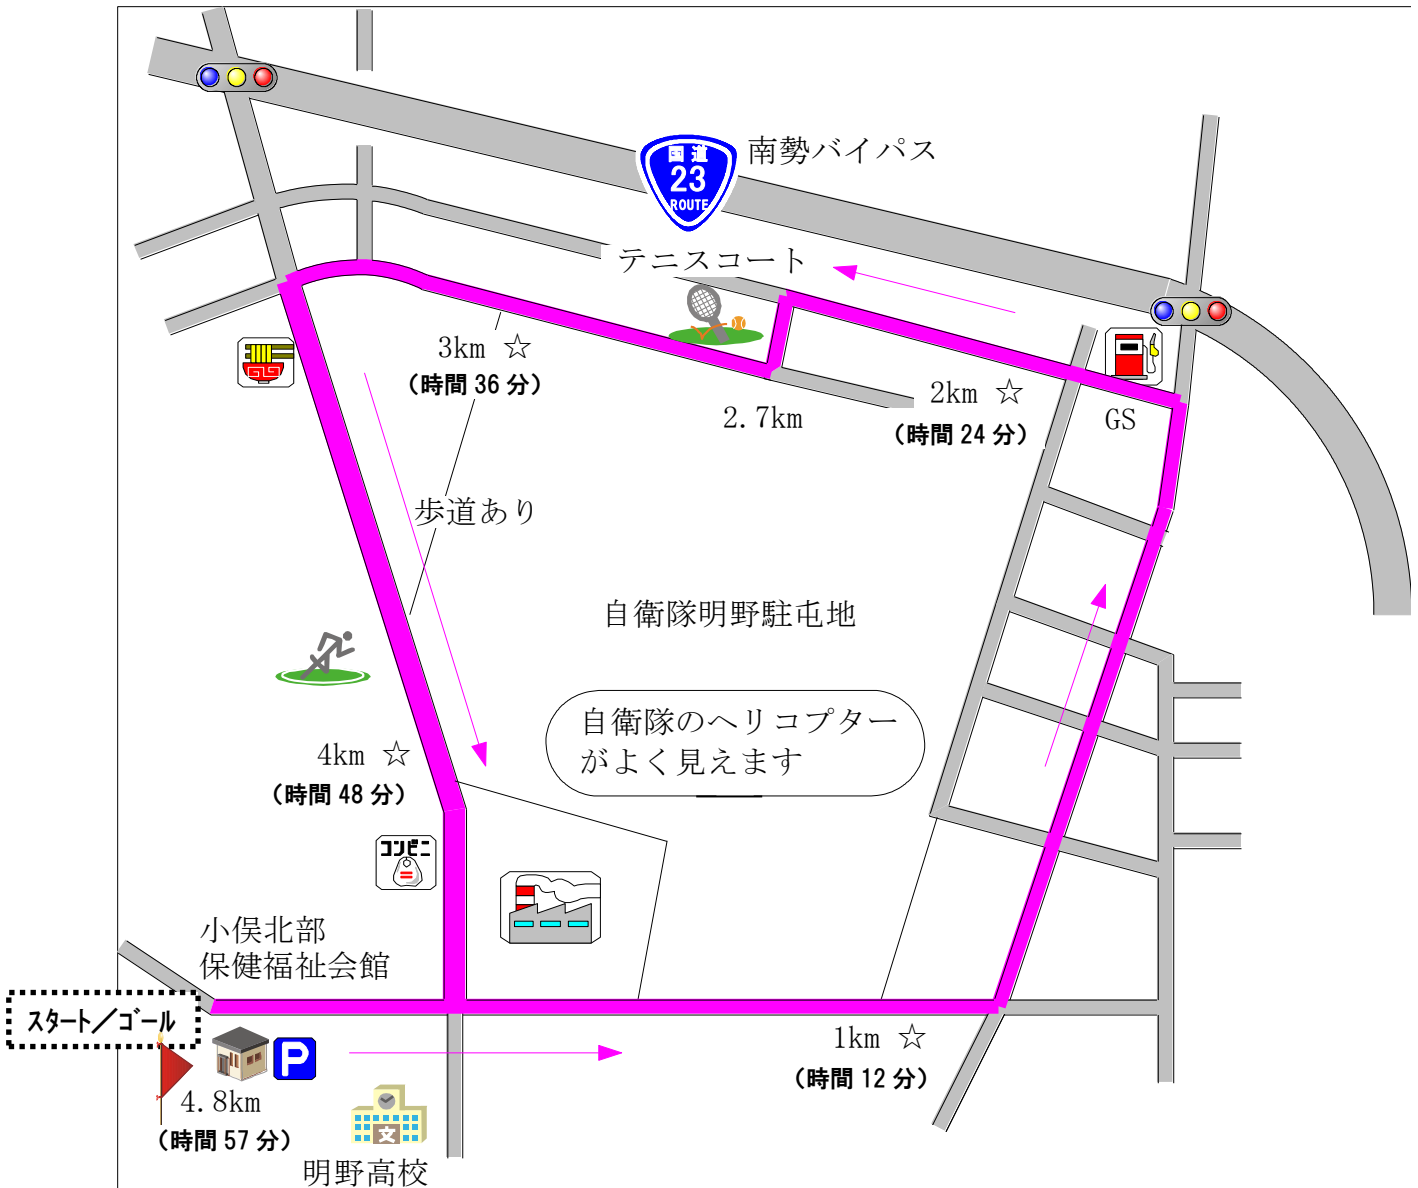 国道
23
ROUTE
南勢バイパス
テニスコート
3km ☆
(時間 36 分)
2km ☆
(時間 24 分)
GS
2.7km
歩道あり
自衛隊明野駐屯地
自衛隊のヘリコプター
がよく見えます
4km ☆
(時間 48 分)
コンビニ
小俣北部
保健福祉会館
スタート／ゴール
P
1km ☆
(時間 12 分)
4.8km
(時間 57 分)
文
明野高校